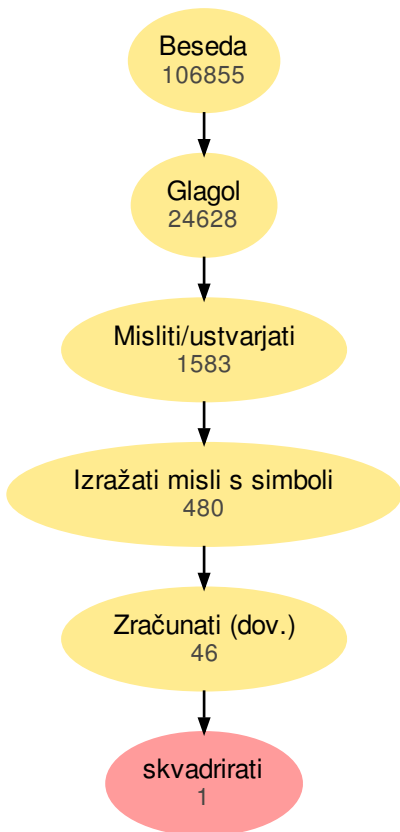 Beseda
106855
Glagol
24628
Misliti/ustvarjati
1583
Izražati misli s simboli
480
Zračunati (dov.)
46
skvadrirati
1